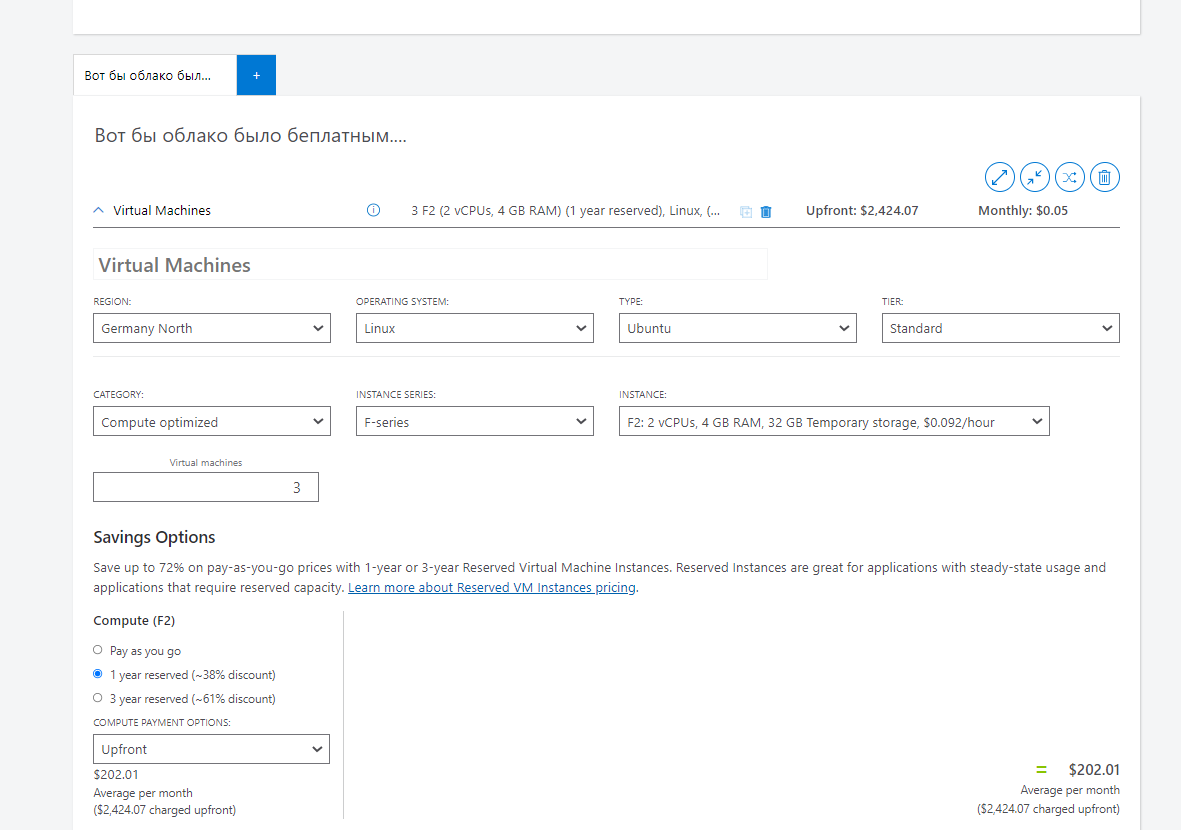 Вот бы облако был...
+
Вот бы облако было беплатным....
Virtual Machines
3 F2 (2 vCPUs, 4 GB RAM) (1 year reserved), Linux, (...
Upfront: $2,424.07
Monthly: $0.05
Virtual Machines
REGION:
OPERATING SYSTEM:
TYPE:
TIER:
Germany North
Linux
Ubuntu
Standard
CATEGORY:
INSTANCE SERIES:
INSTANCE:
Compute optimized
F-series
F2: 2 vCPUs, 4 GB RAM, 32 GB Temporary storage, $0.092/hour
Virtual machines
3
Savings Options
Save up to 72% on pay-as-you-go prices with 1-year or 3-year Reserved Virtual Machine Instances. Reserved Instances are great for applications with steady-state usage and
applications that require reserved capacity. Learn more about Reserved VM Instances pricing.
Compute (F2)
Pay as you go
1 year reserved (~38% discount)
3 year reserved (~61% discount)
COMPUTE PAYMENT OPTIONS:
Upfront
$202.01
Average per month
($2,424.07 charged upfront)
= $202.01
Average per month
($2,424.07 charged upfront)